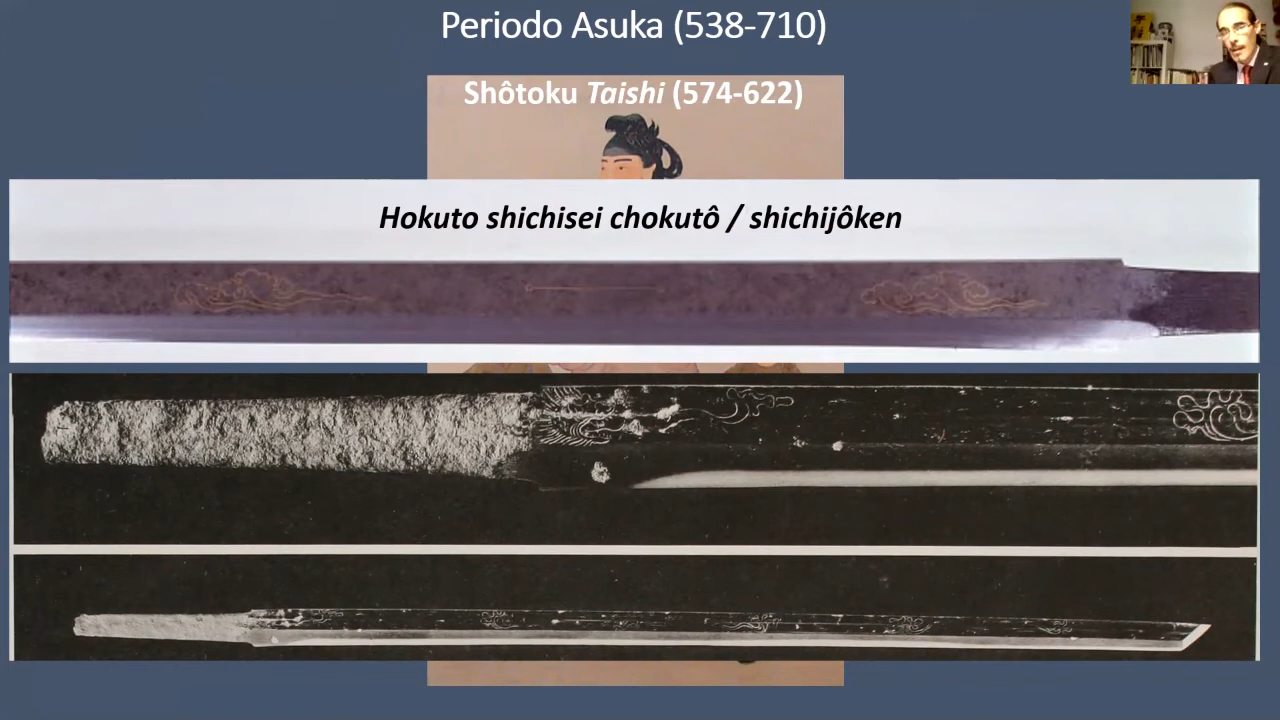 Periodo Asuka (538-710)
Shôtoku Taishi (574-622)
Hokuto shichisei chokutô / shichijôken